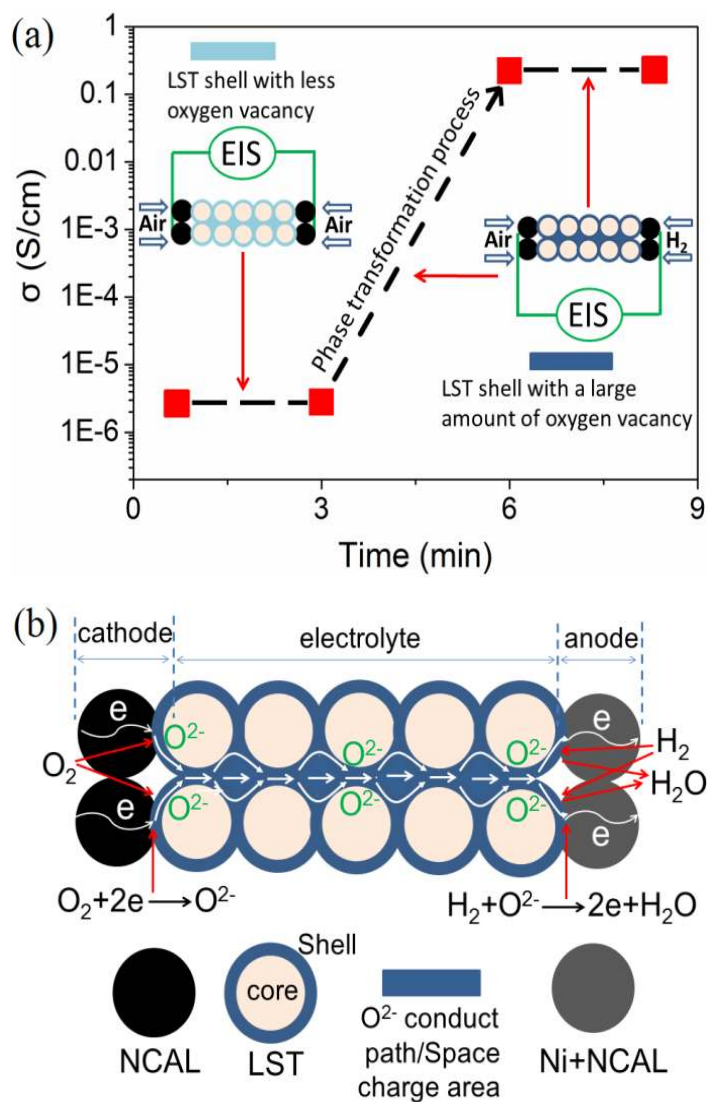 (a)
1
0.1
0.01
1E-3
1E-4
1E-5
1E-6
σ (S/cm)
LST shell with less
oxygen vacancy
EIS
Air
Air
Phase transformation process
Air
H₂
EIS
LST shell with a large
amount of oxygen vacancy
0
3
6
9
Time (min)
(b)
cathode
electrolyte
anode
e
e
O²⁻
O²⁻
O²⁻
O₂
H₂
H₂O
O²⁻
O²⁻
O²⁻
e
e
O₂+2e → O²⁻
H₂+O²⁻ → 2e+H₂O
Shell
core
NCAL
LST
O²⁻ conduct
path/Space
charge area
Ni+NCAL